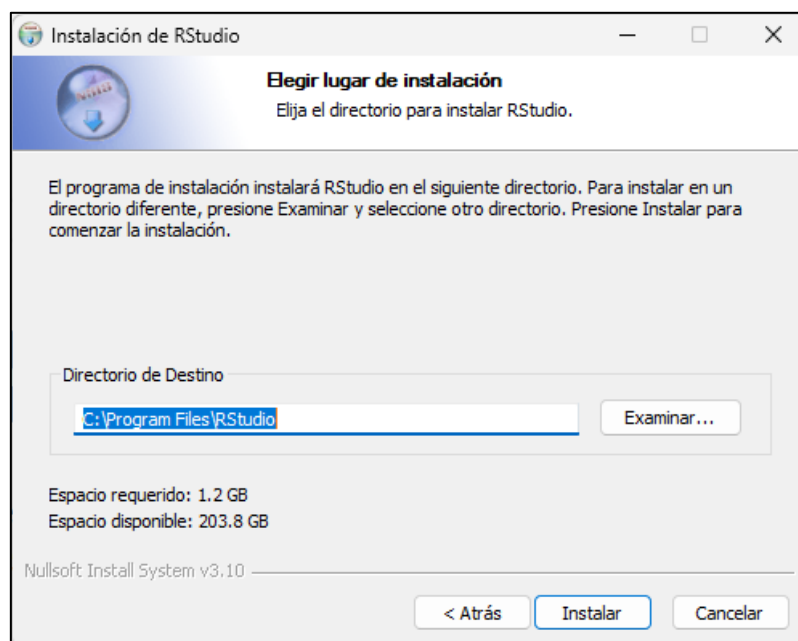 Instalación de RStudio
Elegir lugar de instalación
Elija el directorio para instalar RStudio.
El programa de instalación instalará RStudio en el siguiente directorio. Para instalar en un
directorio diferente, presione Examinar y seleccione otro directorio. Presione Instalar para
comenzar la instalación.
Directorio de Destino
C:\Program Files\RStudio
Examinar...
Espacio requerido: 1.2 GB
Espacio disponible: 203.8 GB
Nullsoft Install System v3.10
< Atrás
Instalar
Cancelar